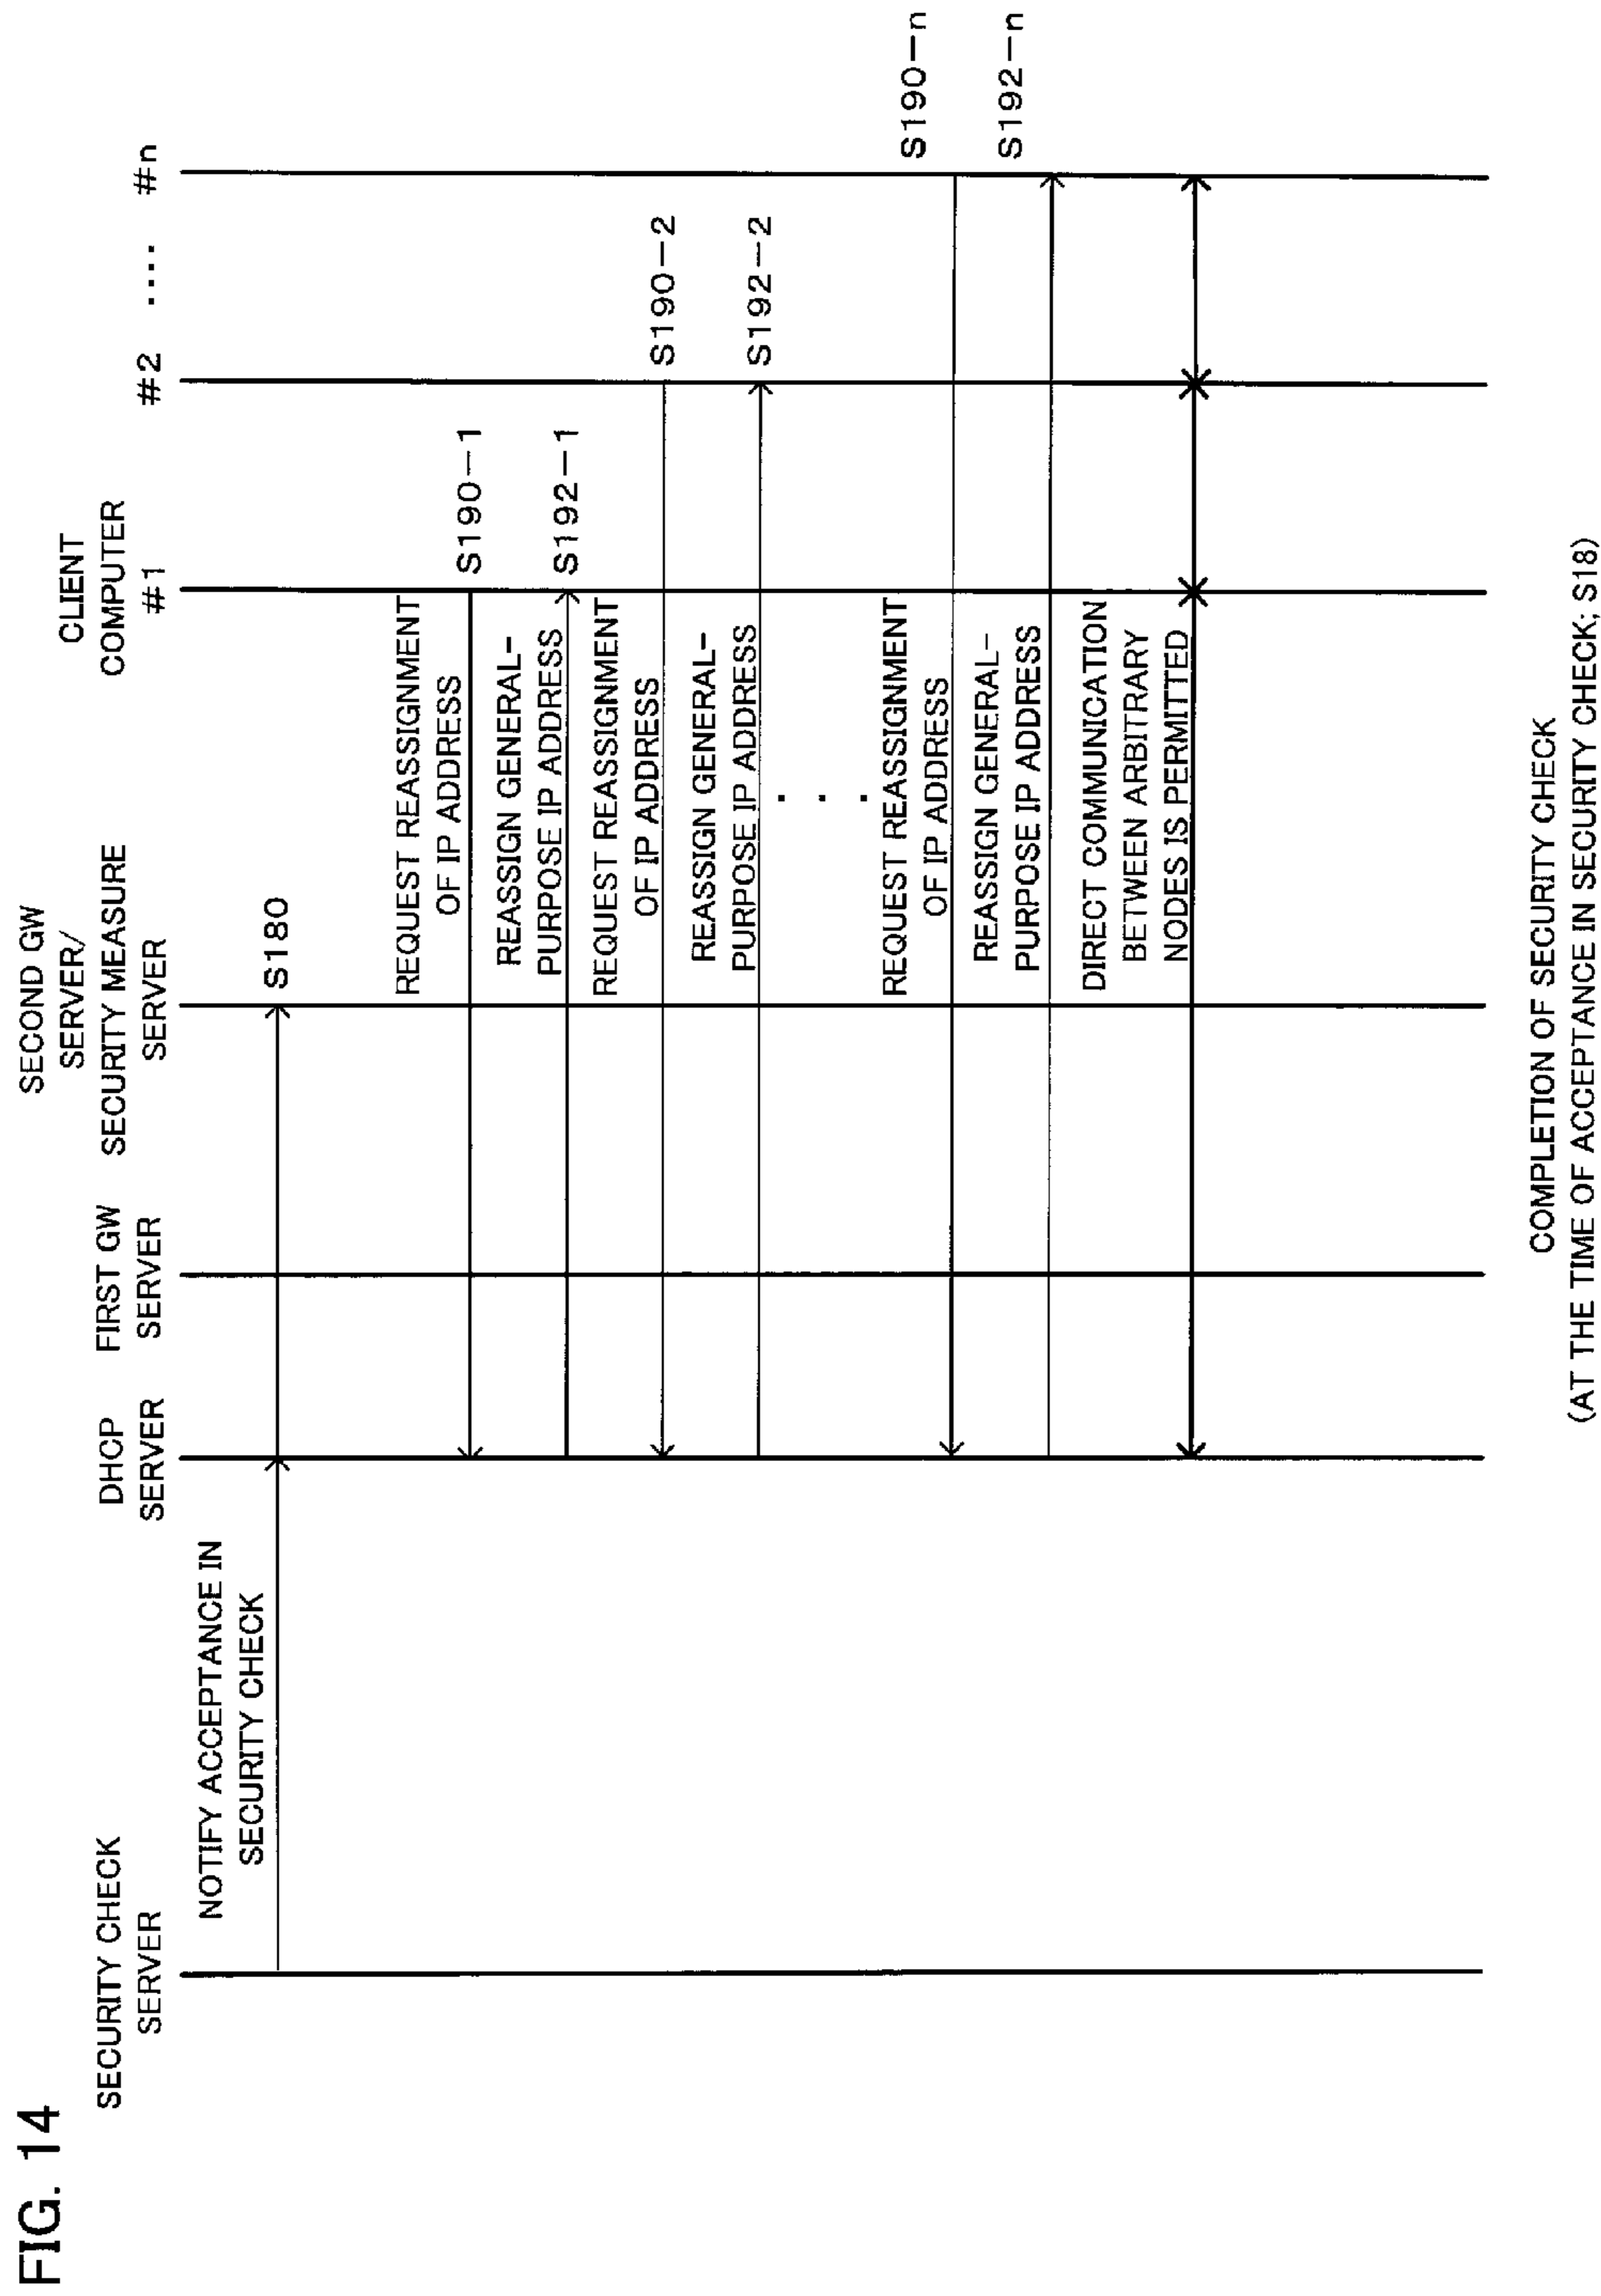 FIG. 14
SECURITY CHECK
SERVER
DHCP
SERVER
FIRST GW
SERVER
SECOND GW
SERVER/
SECURITY MEASURE
SERVER
CLIENT
COMPUTER
#1
#2
....
#n
NOTIFY ACCEPTANCE IN
SECURITY CHECK
S180
REQUEST REASSIGNMENT
OF IP ADDRESS
S190-1
REASSIGN GENERAL-
PURPOSE IP ADDRESS
S192-1
REQUEST REASSIGNMENT
OF IP ADDRESS
S190-2
REASSIGN GENERAL-
PURPOSE IP ADDRESS
S192-2
...
REQUEST REASSIGNMENT
OF IP ADDRESS
S190-n
REASSIGN GENERAL-
PURPOSE IP ADDRESS
S192-n
DIRECT COMMUNICATION
BETWEEN ARBITRARY
NODES IS PERMITTED
COMPLETION OF SECURITY CHECK
(AT THE TIME OF ACCEPTANCE IN SECURITY CHECK; S18)